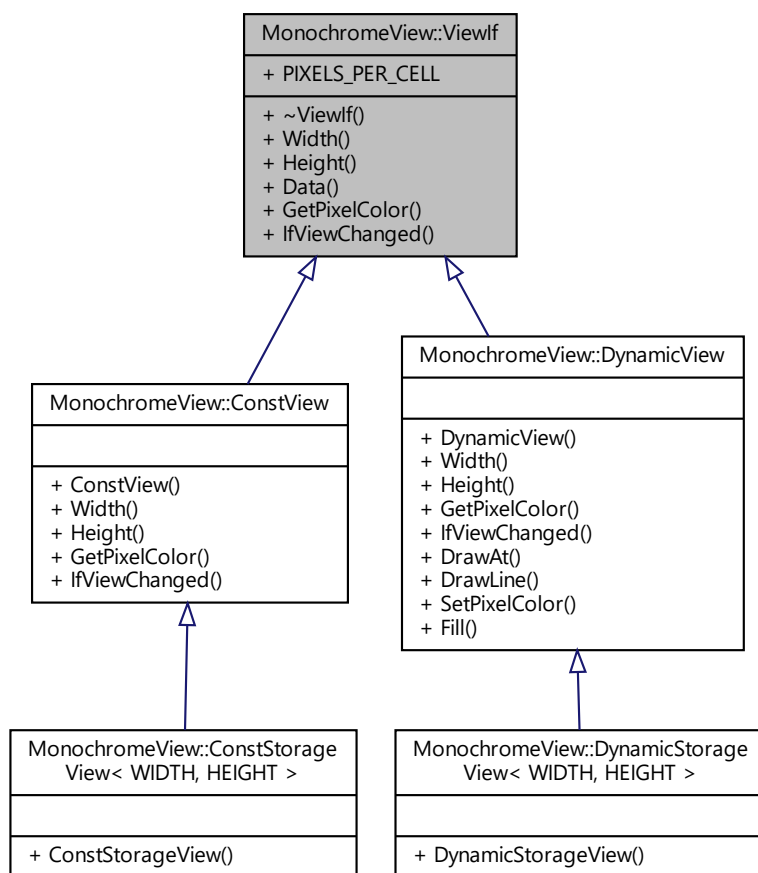 MonochromeView::ViewIf
+ PIXELS_PER_CELL
+ ~ViewIf()
+ Width()
+ Height()
+ Data()
+ GetPixelColor()
+ IfViewChanged()
MonochromeView::ConstView
+ ConstView()
+ Width()
+ Height()
+ GetPixelColor()
+ IfViewChanged()
MonochromeView::DynamicView
+ DynamicView()
+ Width()
+ Height()
+ GetPixelColor()
+ IfViewChanged()
+ DrawAt()
+ DrawLine()
+ SetPixelColor()
+ Fill()
MonochromeView::ConstStorage
View< WIDTH, HEIGHT >
+ ConstStorageView()
MonochromeView::DynamicStorage
View< WIDTH, HEIGHT >
+ DynamicStorageView()